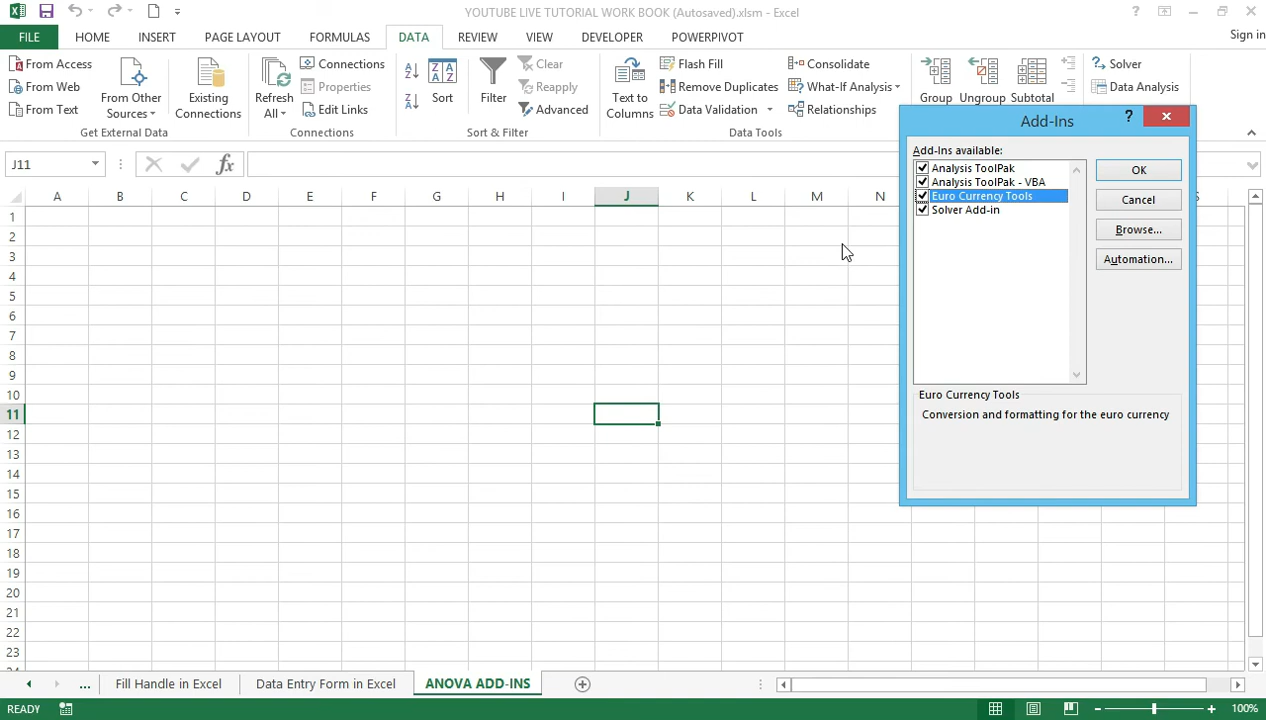 YOUTUBE LIVE TUTORIAL WORK BOOK (Autosaved).xlsm - Excel
?
FILE HOME INSERT PAGE LAYOUT FORMULAS DATA REVIEW VIEW DEVELOPER POWERPIVOT Sign in
From Access
From Web
From Text
From Other Sources
Existing Connections
Get External Data
Refresh All
Connections
Properties
Edit Links
Connections
Sort
Filter
Clear
Reapply
Advanced
Sort & Filter
Text to Columns
Flash Fill
Remove Duplicates
Data Validation
Consolidate
What-If Analysis
Relationships
Data Tools
Group
Ungroup
Subtotal
Solver
Data Analysis
J11
fx
A B C D E F G H I J K L M N S
1
2
3
4
5
6
7
8
9
10
11
12
13
14
15
16
17
18
19
20
21
22
23
24
Add-Ins
?
Add-Ins available:
Analysis ToolPak
Analysis ToolPak - VBA
Euro Currency Tools
Solver Add-in
OK
Cancel
Browse...
Automation...
Euro Currency Tools
Conversion and formatting for the euro currency
... Fill Handle in Excel Data Entry Form in Excel ANOVA ADD-INS
READY
100%